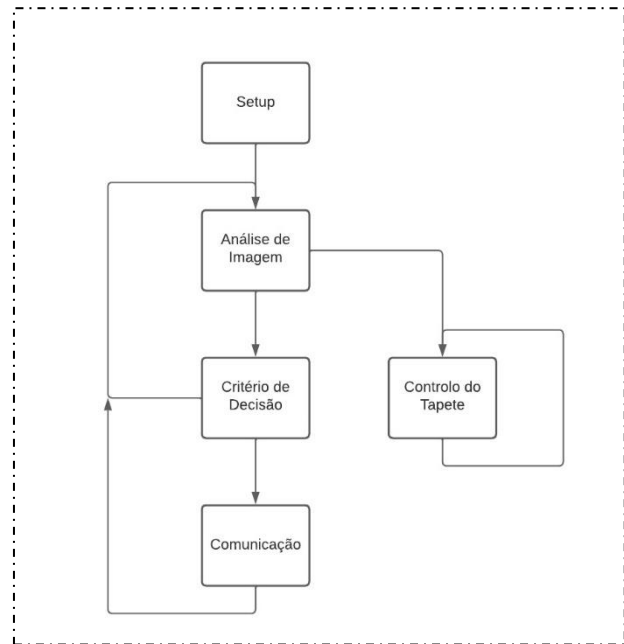 Setup
Análise de
Imagem
Critério de
Decisão
Controlo do
Tapete
Comunicação